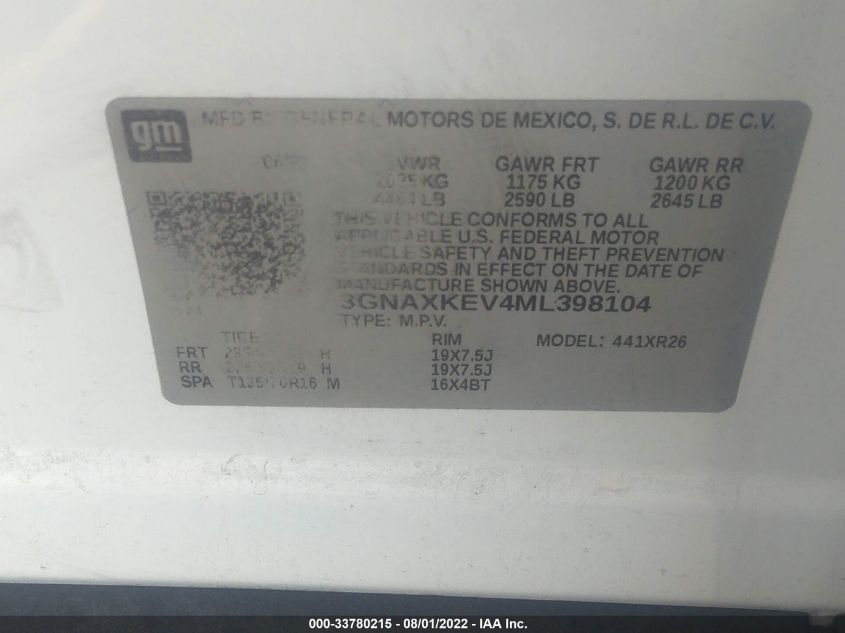 gm MFD BY GENERAL MOTORS DE MEXICO, S. DE R.L. DE C.V.
GAWR FRT GAWR RR
KG 1175 KG 1200 KG
LB 2590 LB 2645 LB
THIS VEHICLE CONFORMS TO ALL
APPLICABLE U.S. FEDERAL MOTOR
VEHICLE SAFETY AND THEFT PREVENTION
STANDARDS IN EFFECT ON THE DATE OF
MANUFACTURE SHOWN ABOVE.
3GNAXKEV4ML398104
TYPE: M.P.V.
RIM MODEL: 441XR26
FRT H 19X7.5J
RR H 19X7.5J
SPA M 16X4BT
000-33780215 - 08/01/2022 - IAA Inc.